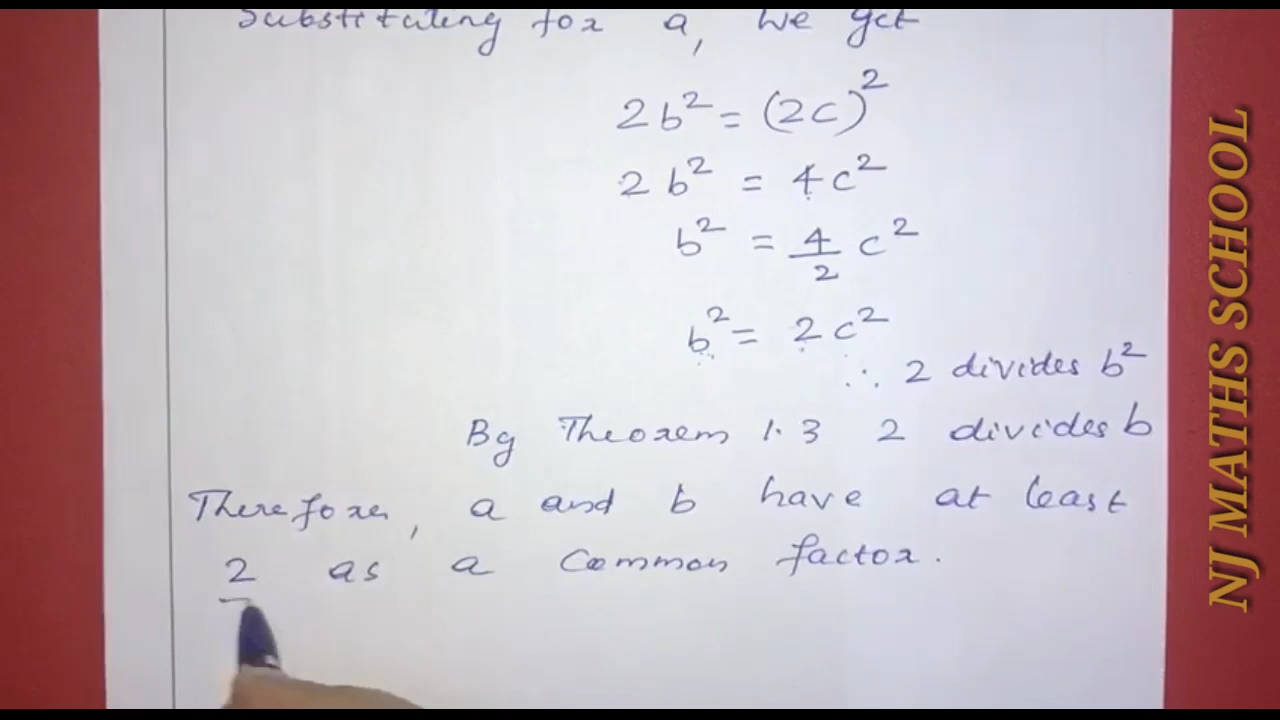 Substituting for a, we get
2b² = (2c)²
2b² = 4c²
b² = 4/2 c²
b² = 2c²
∴ 2 divides b²
By Theorem 1.3 2 divides b
Therefore, a and b have at least
2 as a common factor.
NJ MATHS SCHOOL